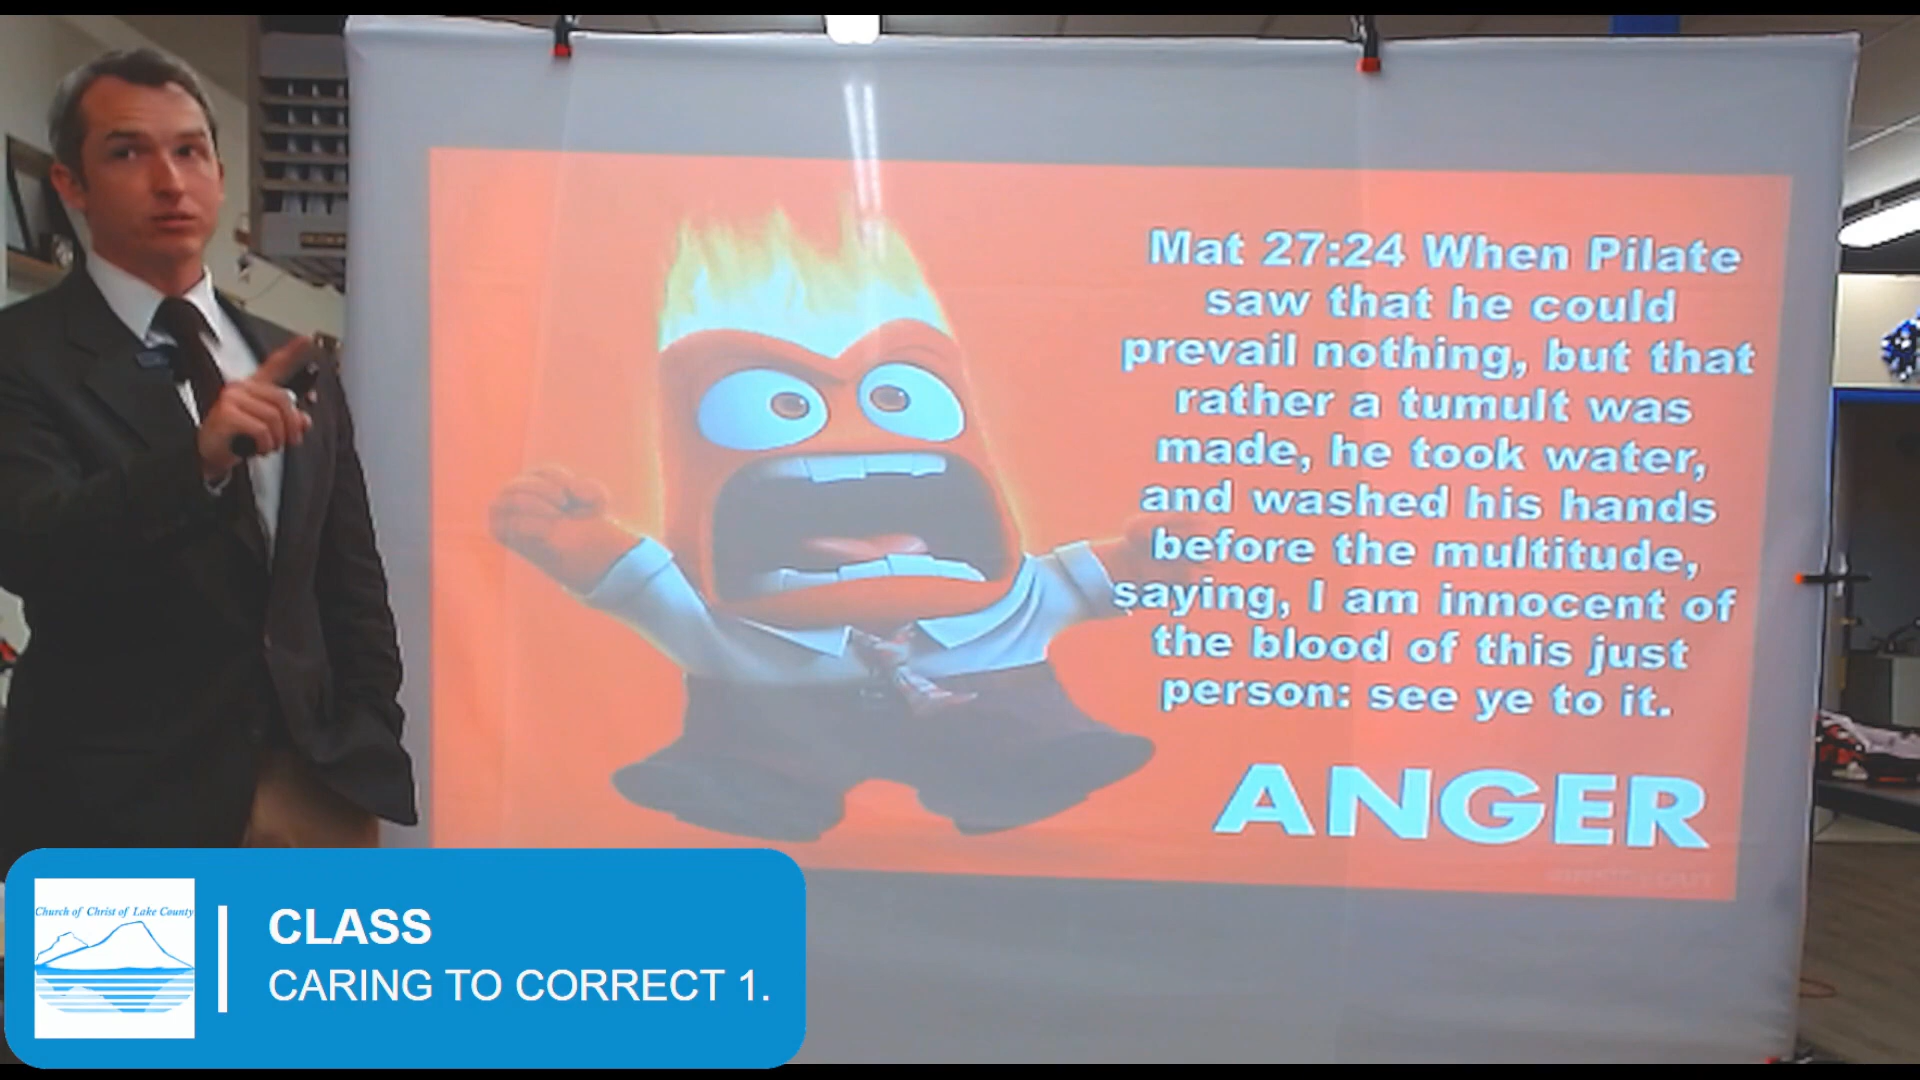 Mat 27:24 When Pilate
saw that he could
prevail nothing, but that
rather a tumult was
made, he took water,
and washed his hands
before the multitude,
saying, I am innocent of
the blood of this just
person: see ye to it.
ANGER
Church of Christ of Lake County
CLASS
CARING TO CORRECT 1.